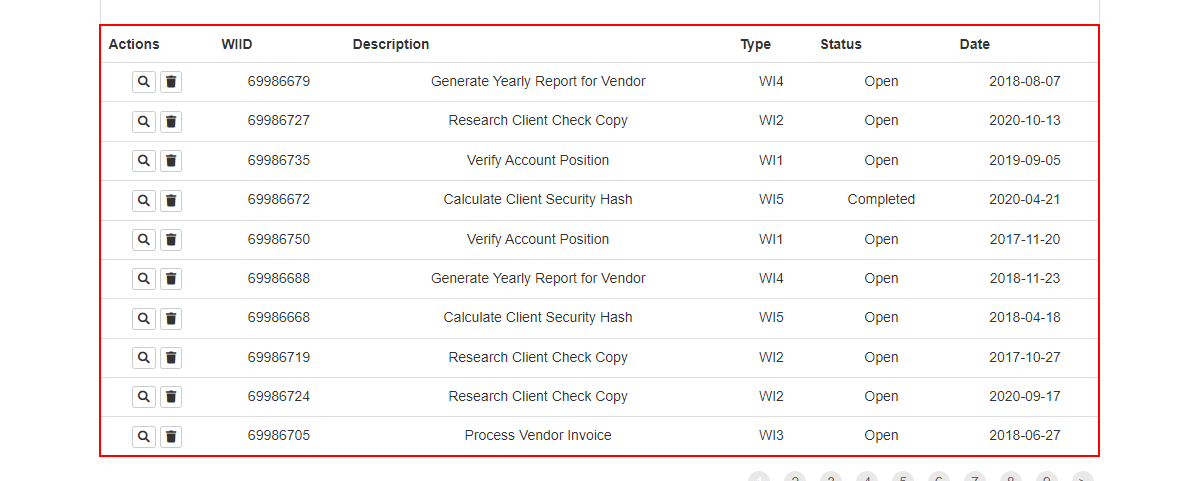 Actions WIID Description Type Status Date
69986679 Generate Yearly Report for Vendor WI4 Open 2018-08-07
69986727 Research Client Check Copy WI2 Open 2020-10-13
69986735 Verify Account Position WI1 Open 2019-09-05
69986672 Calculate Client Security Hash WI5 Completed 2020-04-21
69986750 Verify Account Position WI1 Open 2017-11-20
69986688 Generate Yearly Report for Vendor WI4 Open 2018-11-23
69986668 Calculate Client Security Hash WI5 Open 2018-04-18
69986719 Research Client Check Copy WI2 Open 2017-10-27
69986724 Research Client Check Copy WI2 Open 2020-09-17
69986705 Process Vendor Invoice WI3 Open 2018-06-27
1 2 3 4 5 6 7 8 9 >